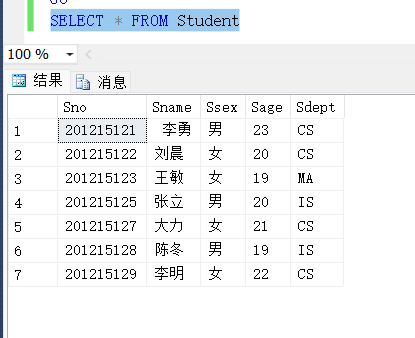 GO
SELECT * FROM Student
100 %
结果 消息
Sno Sname Ssex Sage Sdept
1 201215121 李勇 男 23 CS
2 201215122 刘晨 女 20 CS
3 201215123 王敏 女 19 MA
4 201215125 张立 男 20 IS
5 201215127 大力 女 21 CS
6 201215128 陈冬 男 19 IS
7 201215129 李明 女 22 CS